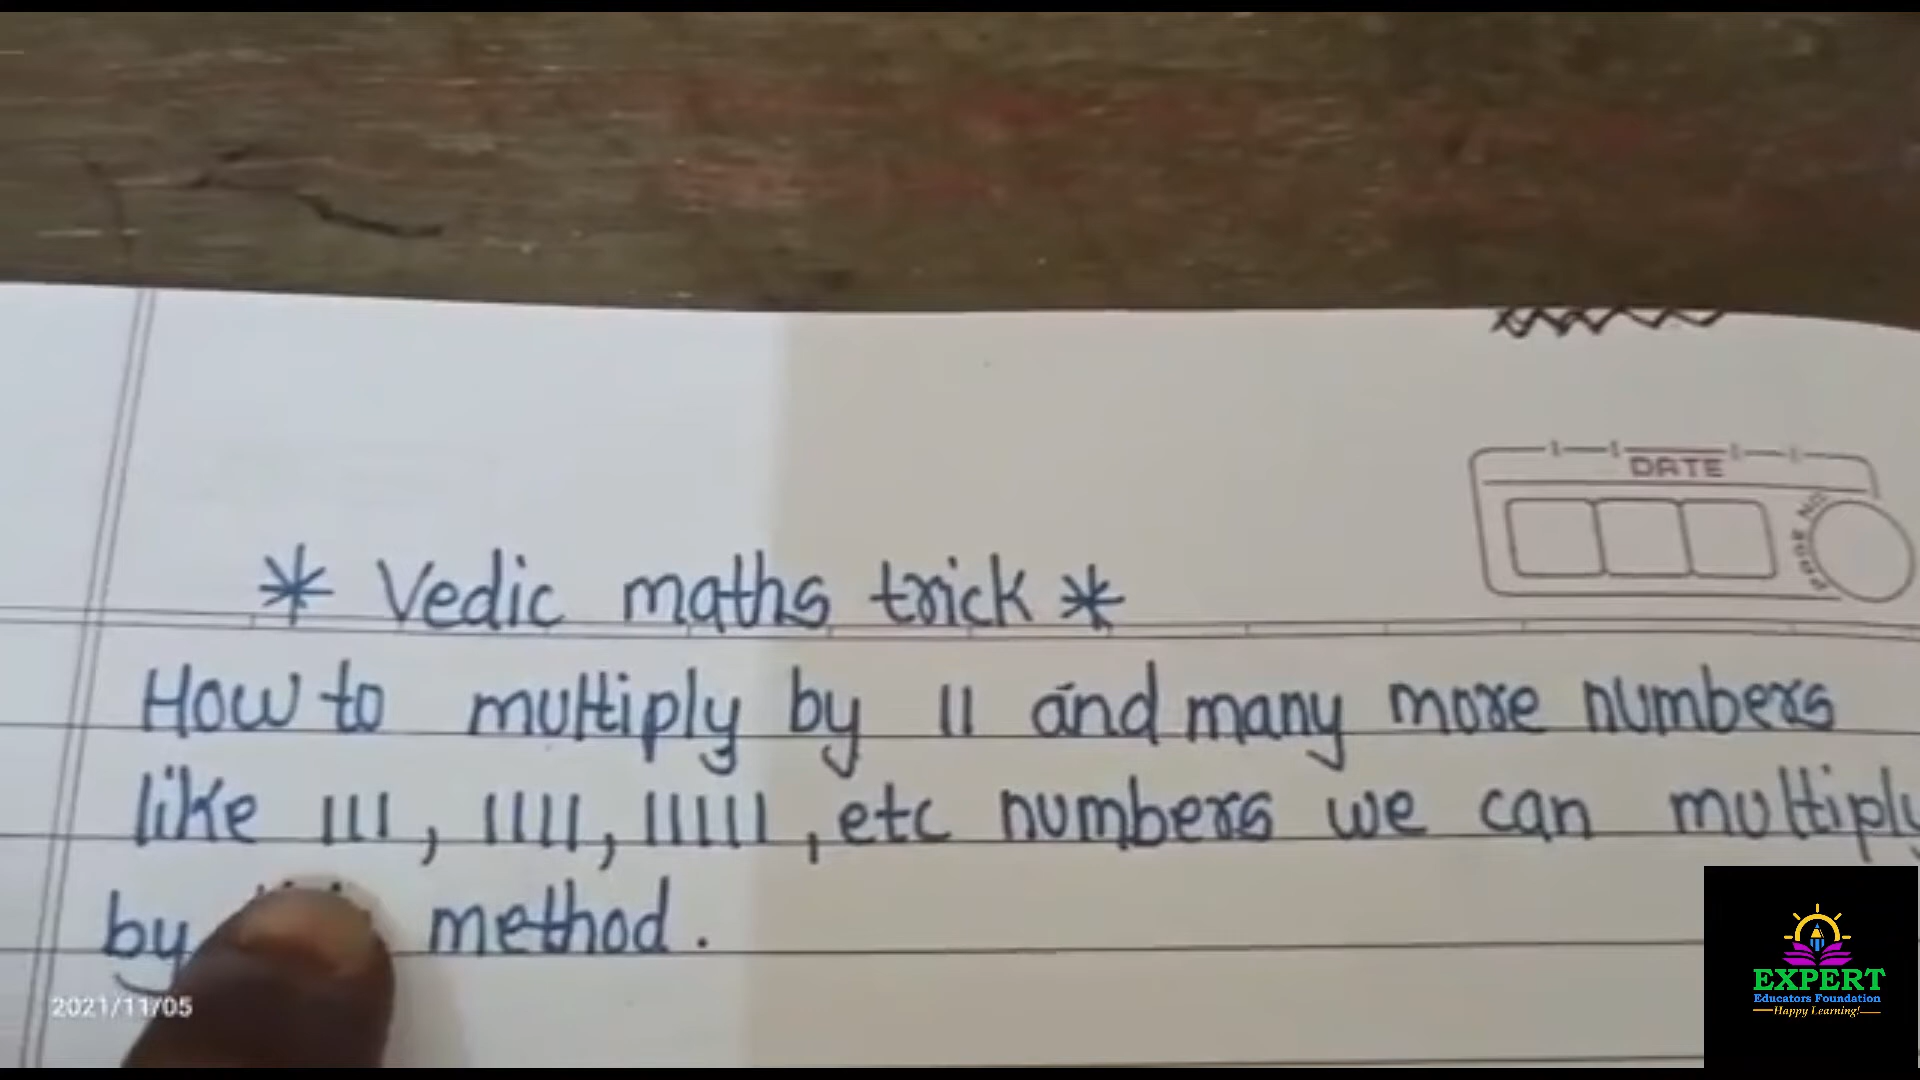 DATE
PAGE NO.
* Vedic maths trick *
How to multiply by 11 and many more numbers
like 111, 1111, 11111, etc numbers we can multiply
by method.
2021/11/05
EXPERT
Educators Foundation
Happy Learning!